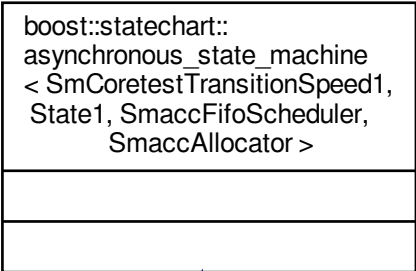 boost::statechart::
asynchronous_state_machine
< SmCoretestTransitionSpeed1,
State1, SmaccFifoScheduler,
SmaccAllocator >